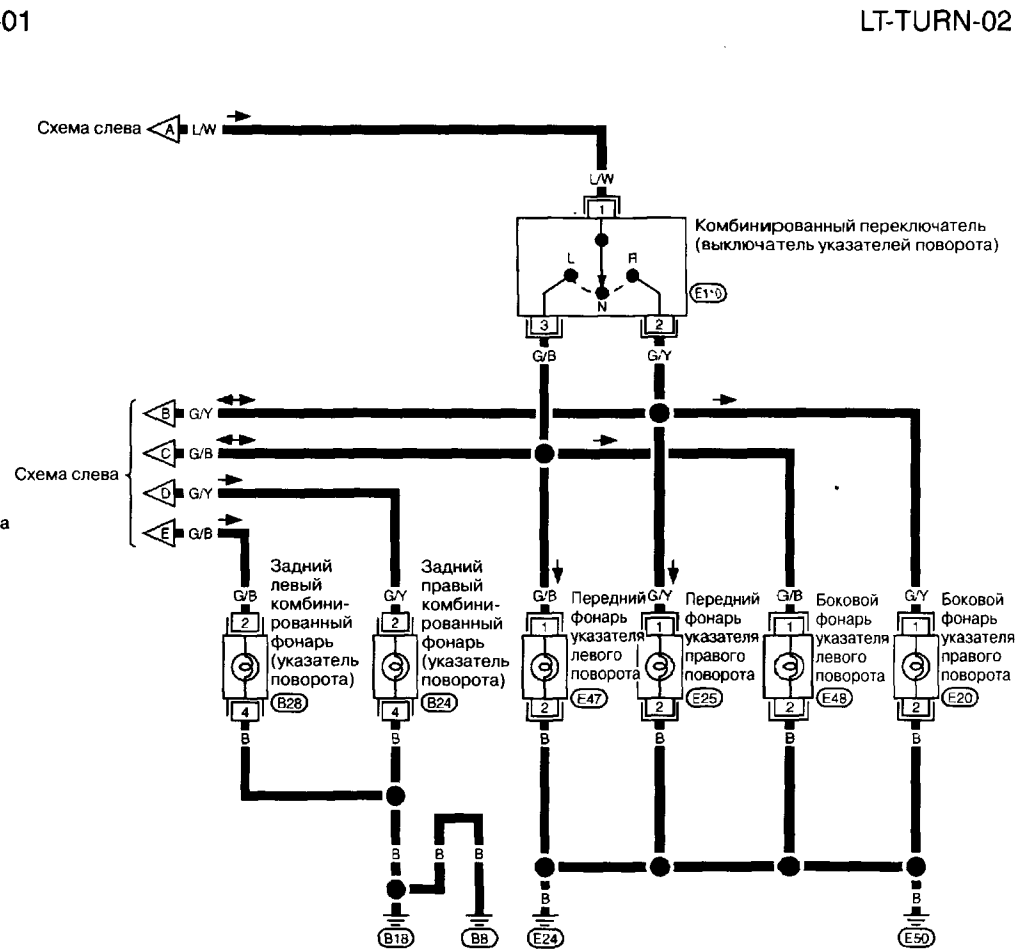 -01
LT-TURN-02
Схема слева
A
L/W
L/W
1
Комбинированный переключатель
(выключатель указателей поворота)
L
R
N
3
2
G/B
G/Y
B
G/Y
C
G/B
Схема слева
D
G/Y
а
E
G/B
Задний
левый
комбини-
рованный
фонарь
(указатель
поворота)
B28
Задний
правый
комбини-
рованный
фонарь
(указатель
поворота)
B24
Передний
фонарь
указателя
левого
поворота
E47
Передний
фонарь
указателя
правого
поворота
E25
Боковой
фонарь
указателя
левого
поворота
E48
Боковой
фонарь
указателя
правого
поворота
E20
G/B
G/Y
G/B
G/Y
G/B
G/Y
2
2
1
1
1
1
4
4
2
2
2
2
B
B
B
B
B
B
B
B
B
B
B
B18
B8
E24
E50